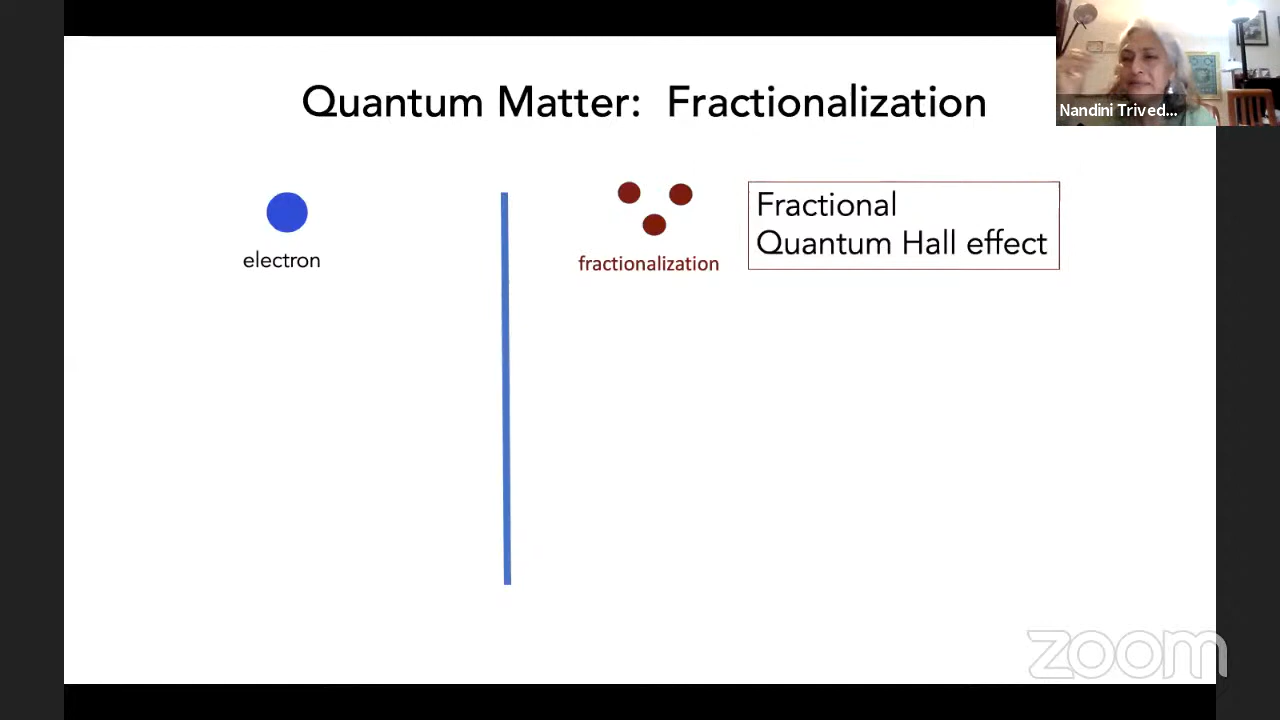 Quantum Matter: Fractionalization
Nandini Trived...
electron
fractionalization
Fractional
Quantum Hall effect
zoom